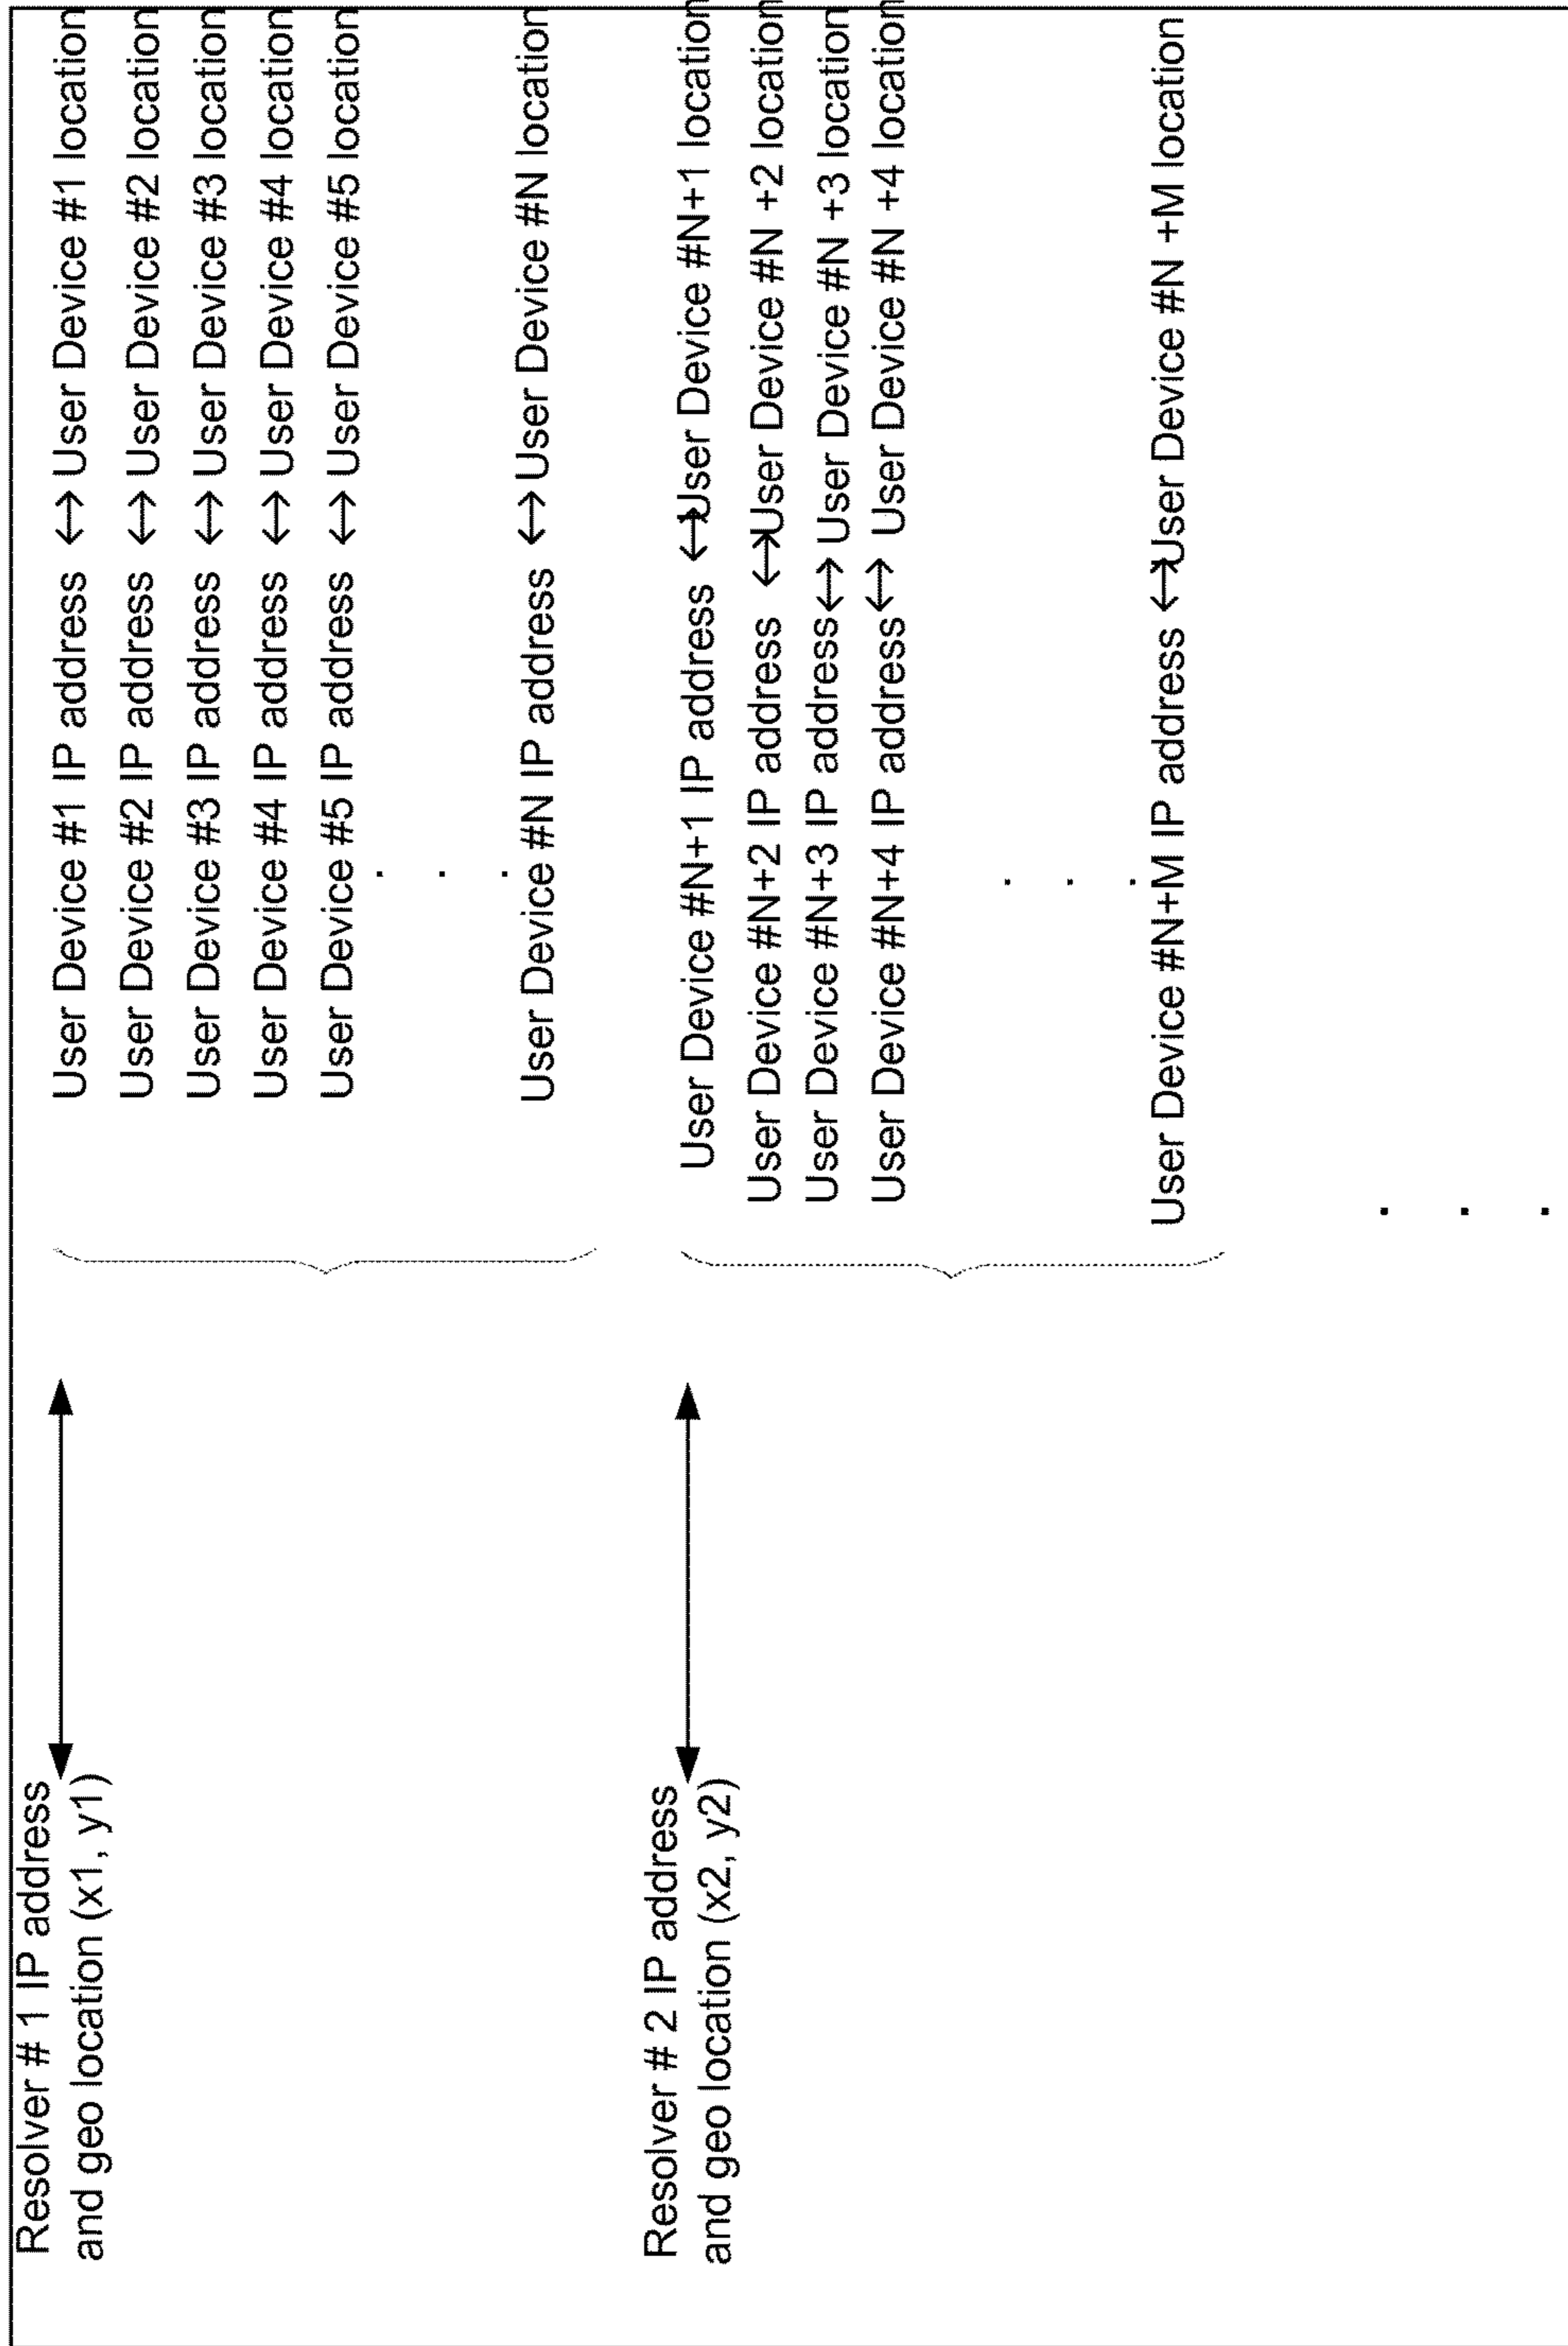 Resolver # 1 IP address
and geo location (x1, y1)
User Device #1 IP address ↔ User Device #1 location
User Device #2 IP address ↔ User Device #2 location
User Device #3 IP address ↔ User Device #3 location
User Device #4 IP address ↔ User Device #4 location
User Device #5 IP address ↔ User Device #5 location
. . .
User Device #N IP address ↔ User Device #N location
Resolver # 2 IP address
and geo location (x2, y2)
User Device #N+1 IP address ↔ User Device #N+1 location
User Device #N+2 IP address ↔ User Device #N +2 location
User Device #N+3 IP address ↔ User Device #N +3 location
User Device #N+4 IP address ↔ User Device #N +4 location
. . .
User Device #N+M IP address ↔ User Device #N +M location
. . .